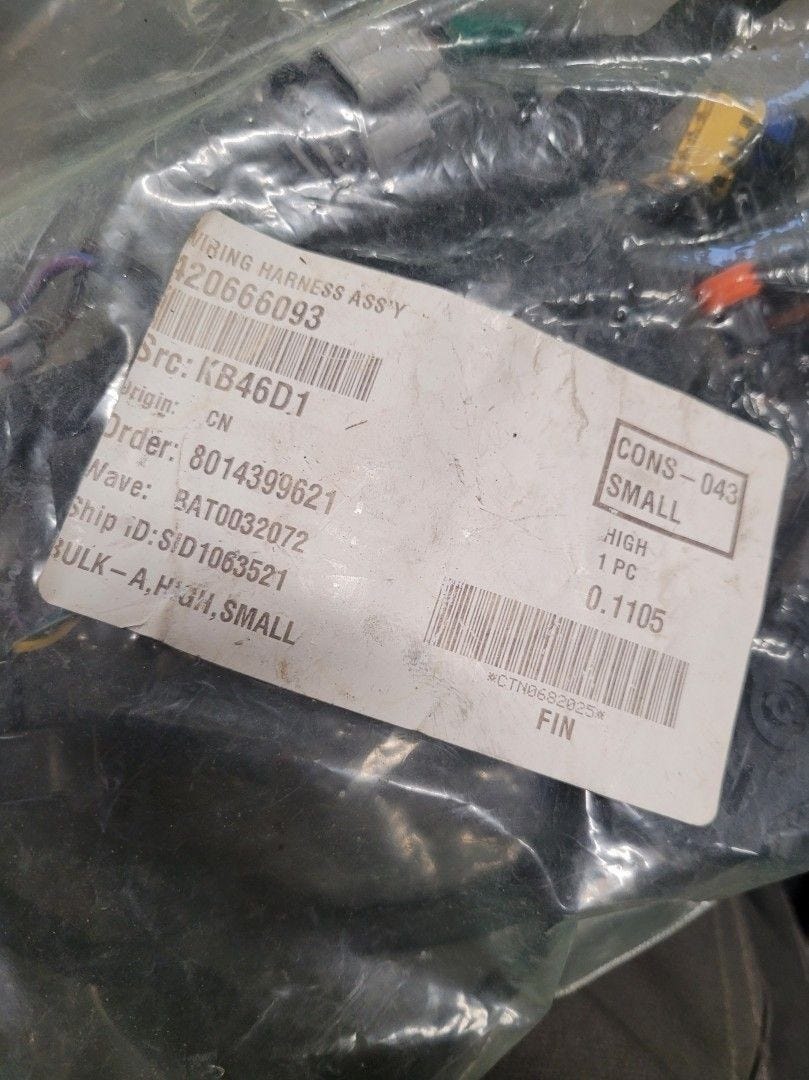 WIRING HARNESS ASS'Y
420666093
Src: KB46D1
Origin: CN
Order: 8014399621
Wave: BAT0032072
Ship ID:SID1063521
BULK-A,HIGH,SMALL
CONS-043
SMALL
HIGH
1 PC
0.1105
*CTN0682025*
FIN